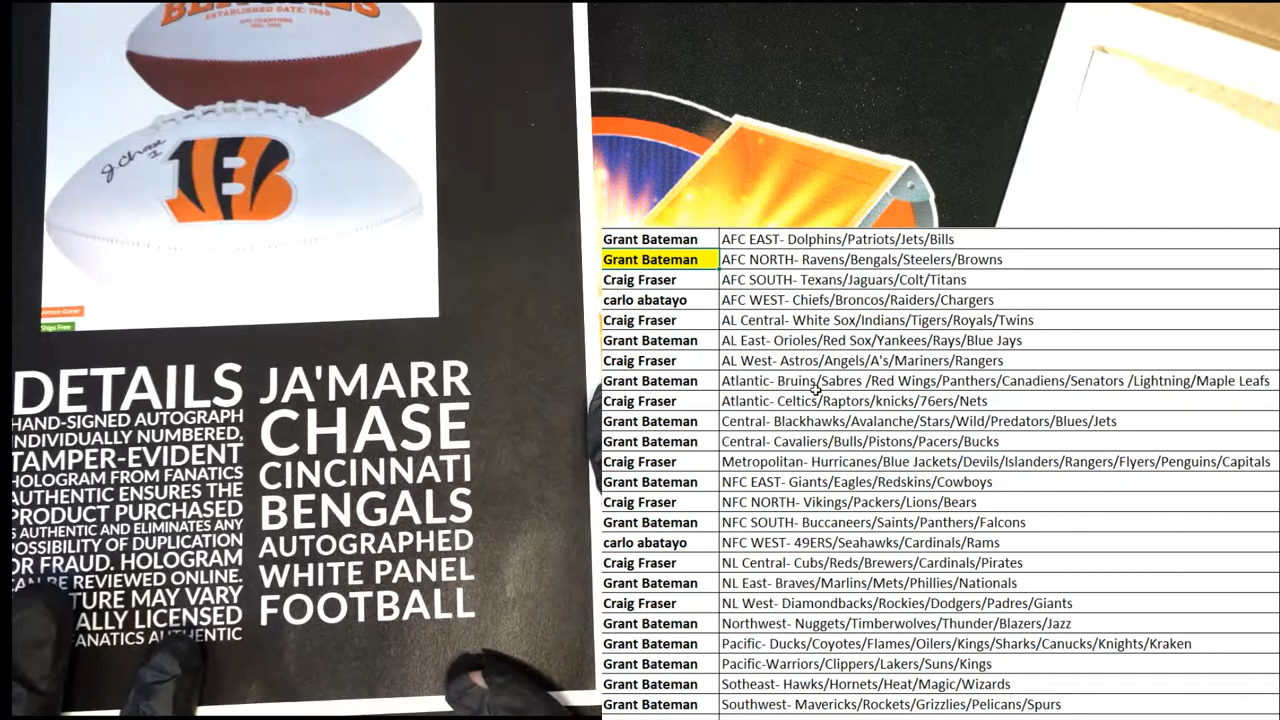 BENGALS
ESTABLISHED DATE: 1968
J. Chase 1
B
Almost Gone!
Ships Free
DETAILS
HAND-SIGNED AUTOGRAPH
INDIVIDUALLY NUMBERED,
TAMPER-EVIDENT
HOLOGRAM FROM FANATICS
AUTHENTIC ENSURES THE
PRODUCT PURCHASED
IS AUTHENTIC AND ELIMINATES ANY
POSSIBILITY OF DUPLICATION
OR FRAUD. HOLOGRAM
CAN BE REVIEWED ONLINE.
TURE MAY VARY
ALLY LICENSED
FANATICS AUTHENTIC
JA'MARR
CHASE
CINCINNATI
BENGALS
AUTOGRAPHED
WHITE PANEL
FOOTBALL
Grant Bateman AFC EAST- Dolphins/Patriots/Jets/Bills
Grant Bateman AFC NORTH- Ravens/Bengals/Steelers/Browns
Craig Fraser AFC SOUTH- Texans/Jaguars/Colt/Titans
carlo abatayo AFC WEST- Chiefs/Broncos/Raiders/Chargers
Craig Fraser AL Central- White Sox/Indians/Tigers/Royals/Twins
Grant Bateman AL East- Orioles/Red Sox/Yankees/Rays/Blue Jays
Craig Fraser AL West- Astros/Angels/A's/Mariners/Rangers
Grant Bateman Atlantic- Bruins/Sabres /Red Wings/Panthers/Canadiens/Senators /Lightning/Maple Leafs
Craig Fraser Atlantic- Celtics/Raptors/knicks/76ers/Nets
Grant Bateman Central- Blackhawks/Avalanche/Stars/Wild/Predators/Blues/Jets
Grant Bateman Central- Cavaliers/Bulls/Pistons/Pacers/Bucks
Craig Fraser Metropolitan- Hurricanes/Blue Jackets/Devils/Islanders/Rangers/Flyers/Penguins/Capitals
Grant Bateman NFC EAST- Giants/Eagles/Redskins/Cowboys
Craig Fraser NFC NORTH- Vikings/Packers/Lions/Bears
Grant Bateman NFC SOUTH- Buccaneers/Saints/Panthers/Falcons
carlo abatayo NFC WEST- 49ERS/Seahawks/Cardinals/Rams
Craig Fraser NL Central- Cubs/Reds/Brewers/Cardinals/Pirates
Grant Bateman NL East- Braves/Marlins/Mets/Phillies/Nationals
Craig Fraser NL West- Diamondbacks/Rockies/Dodgers/Padres/Giants
Grant Bateman Northwest- Nuggets/Timberwolves/Thunder/Blazers/Jazz
Grant Bateman Pacific- Ducks/Coyotes/Flames/Oilers/Kings/Sharks/Canucks/Knights/Kraken
Grant Bateman Pacific-Warriors/Clippers/Lakers/Suns/Kings
Grant Bateman Sotheast- Hawks/Hornets/Heat/Magic/Wizards
Grant Bateman Southwest- Mavericks/Rockets/Grizzlies/Pelicans/Spurs